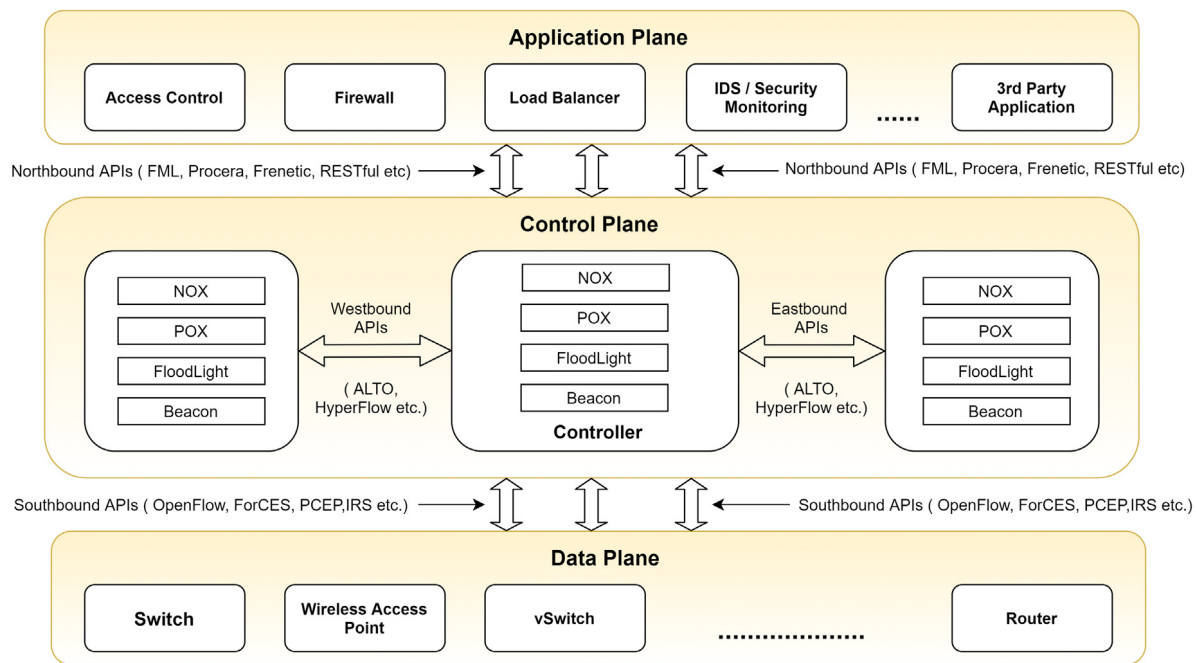 Application Plane
Access Control
Firewall
Load Balancer
IDS / Security
Monitoring
......
3rd Party
Application
Northbound APIs ( FML, Procera, Frenetic, RESTful etc)
Northbound APIs ( FML, Procera, Frenetic, RESTful etc)
Control Plane
NOX
POX
FloodLight
Beacon
Westbound
APIs
( ALTO,
HyperFlow etc.)
NOX
POX
FloodLight
Beacon
Controller
Eastbound
APIs
( ALTO,
HyperFlow etc.)
NOX
POX
FloodLight
Beacon
Southbound APIs ( OpenFlow, ForCES, PCEP,IRS etc.)
Southbound APIs ( OpenFlow, ForCES, PCEP,IRS etc.)
Data Plane
Switch
Wireless Access
Point
vSwitch
...................
Router